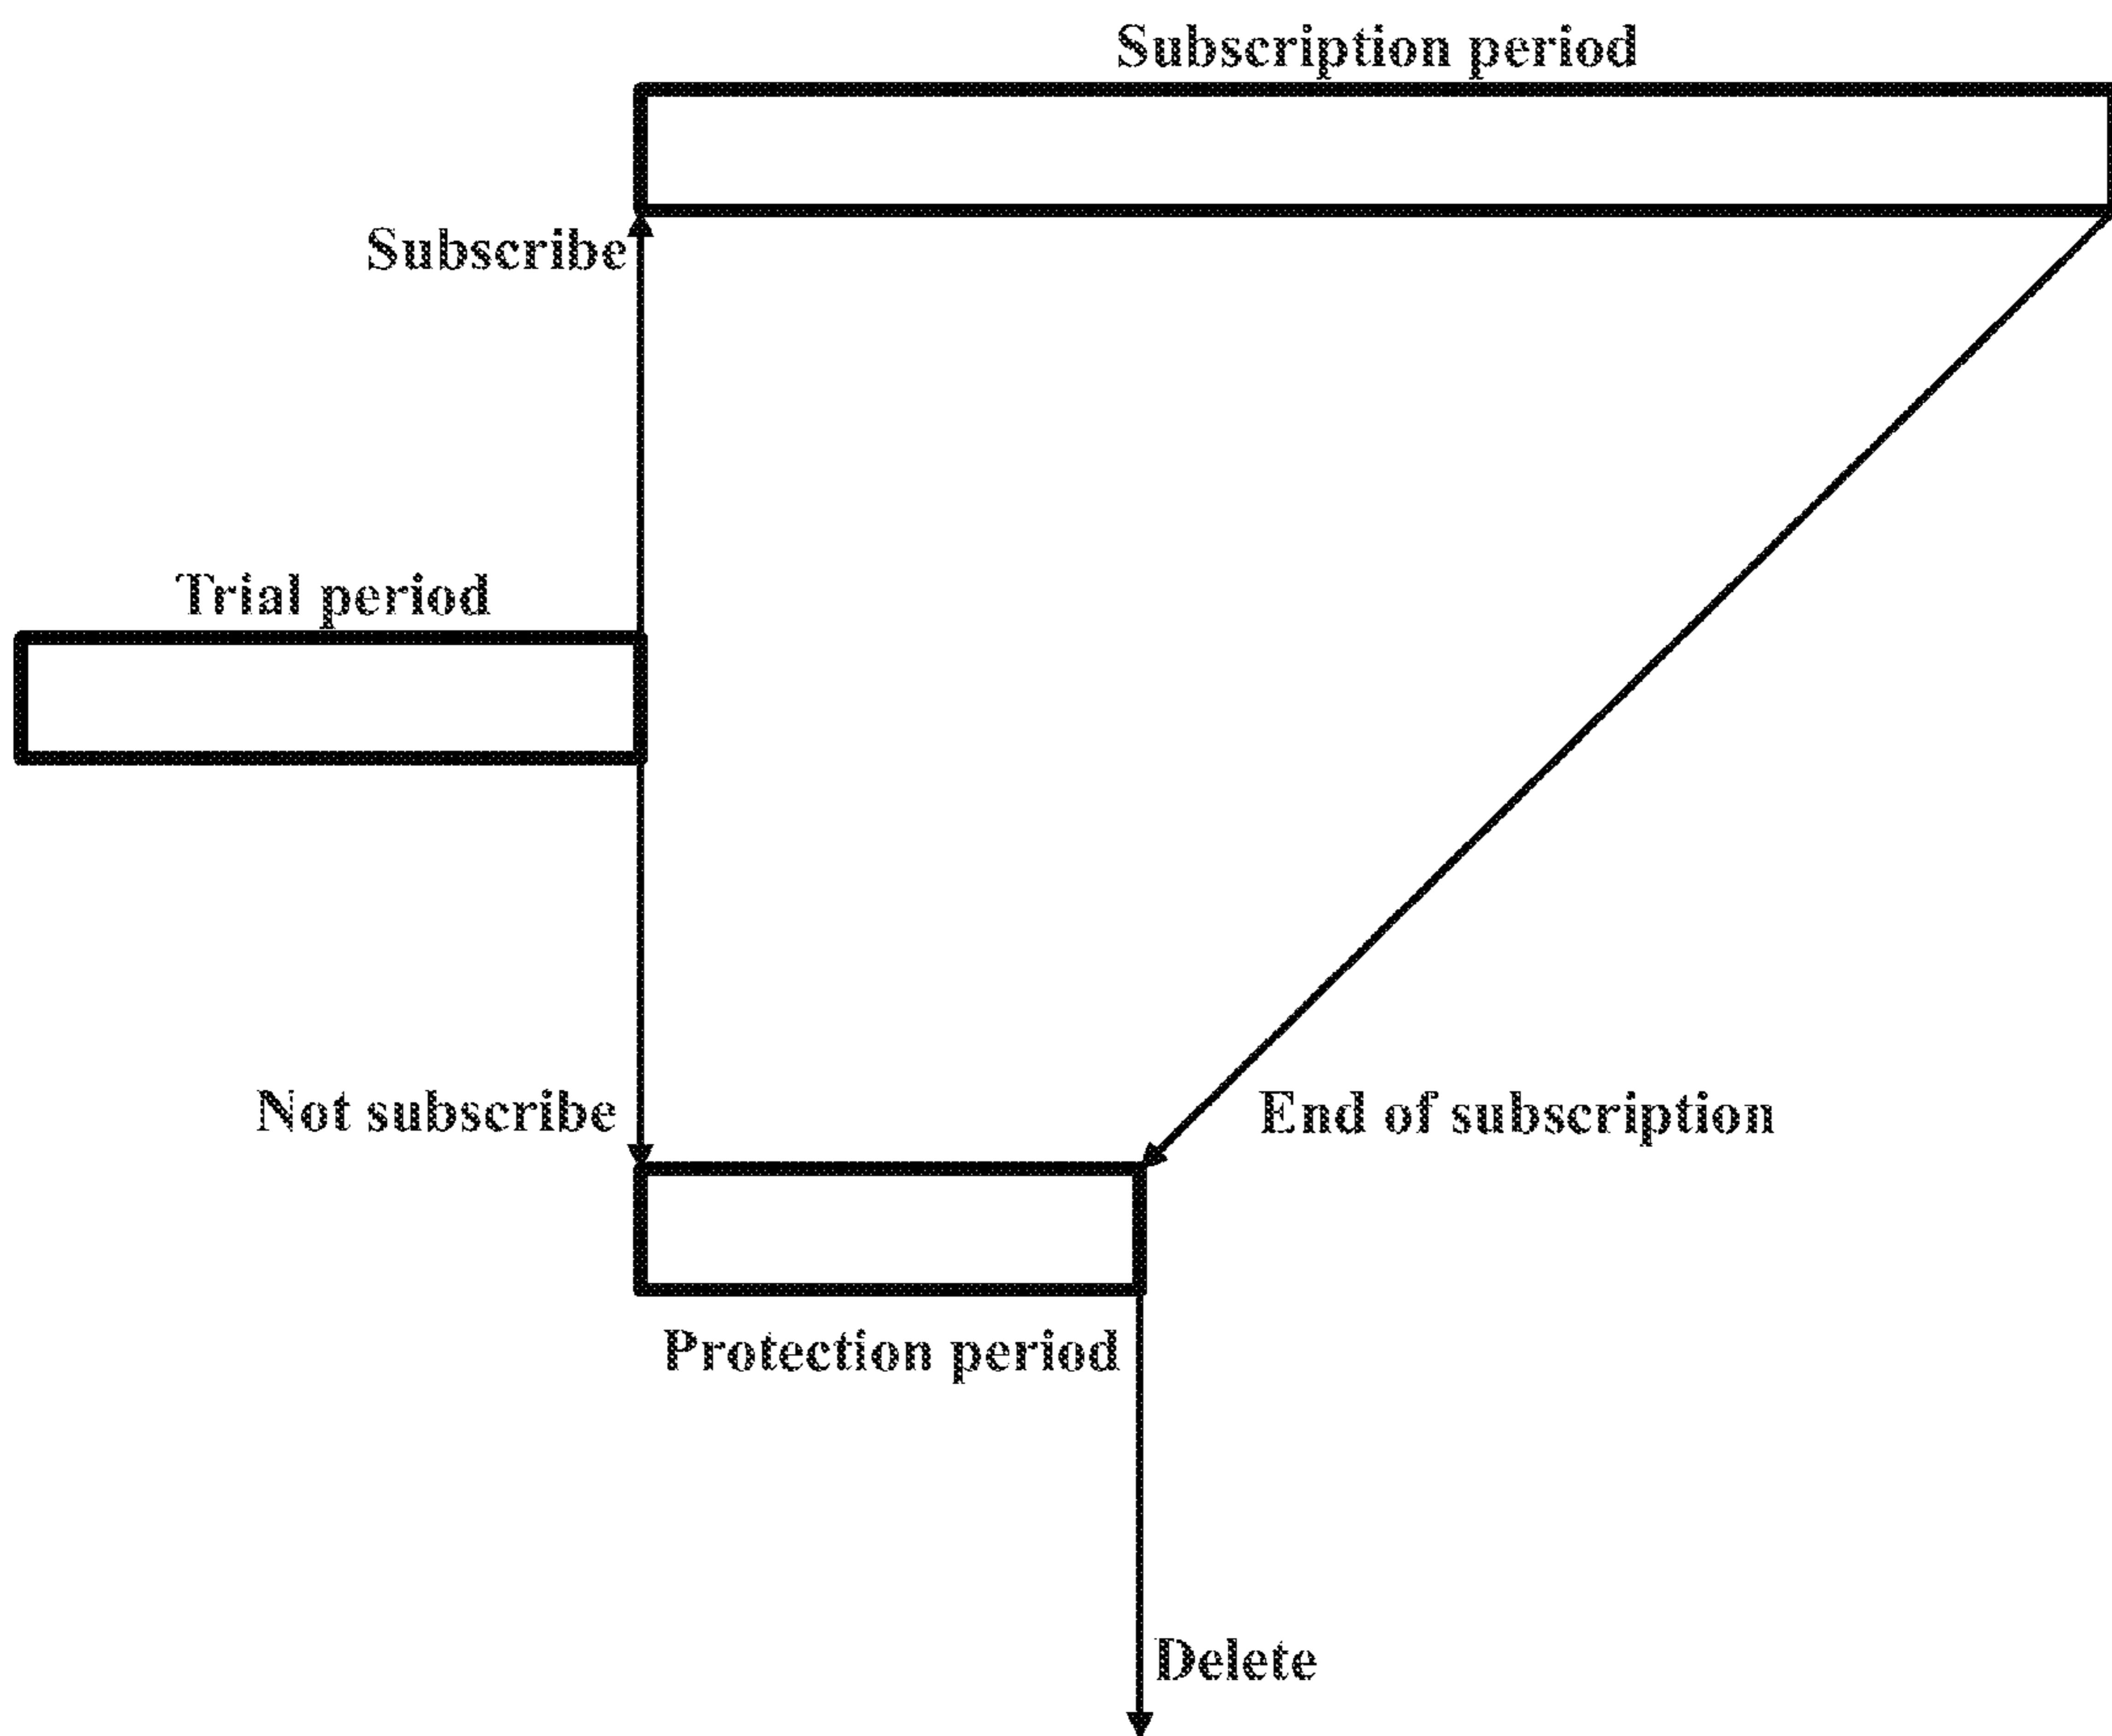 Subscription period
Subscribe
Trial period
Not subscribe
End of subscription
Protection period
Delete